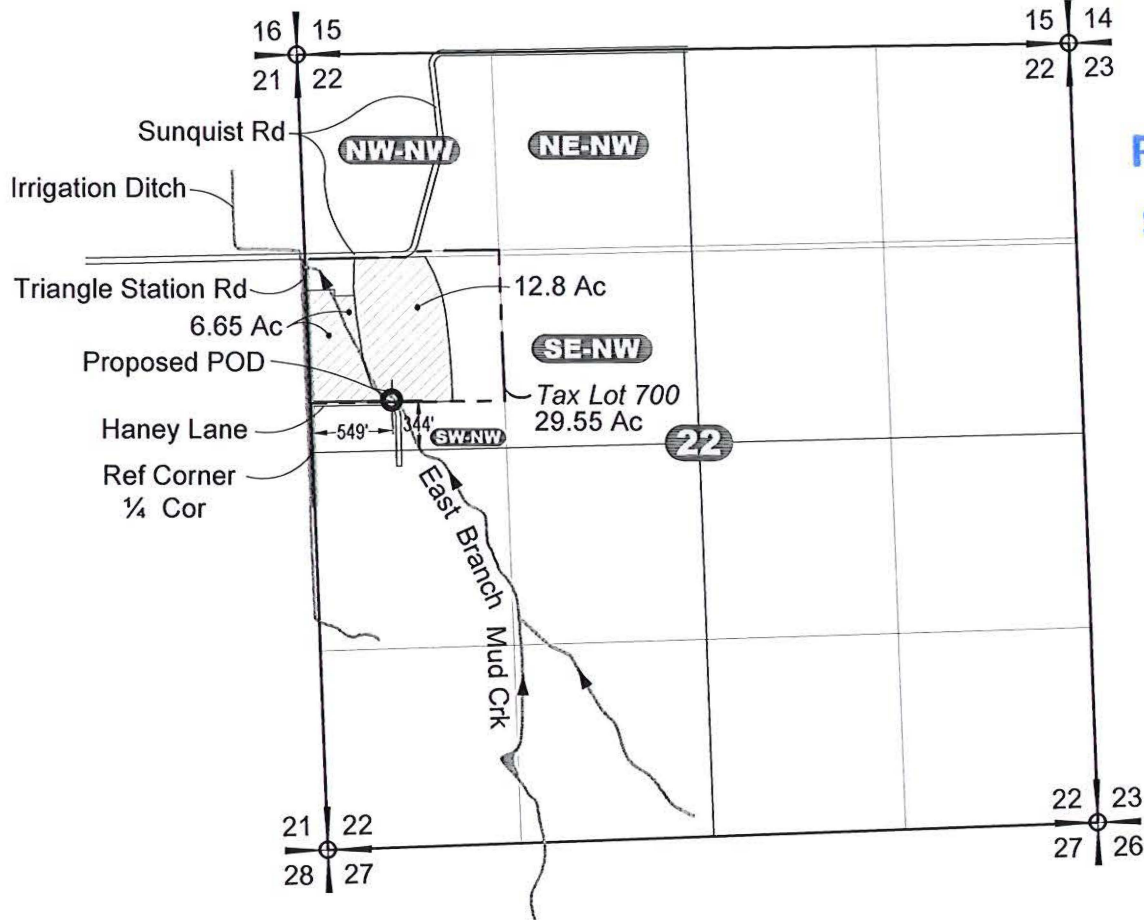 16 15
21 22
15 14
22 23
Sunquist Rd
NW-NW
NE-NW
Irrigation Ditch
Triangle Station Rd
12.8 Ac
6.65 Ac
SE-NW
Proposed POD
Tax Lot 700
29.55 Ac
Haney Lane
549'
344'
SW-NW
22
Ref Corner
¼ Cor
East Branch Mud Crk
21 22
28 27
22 23
27 26